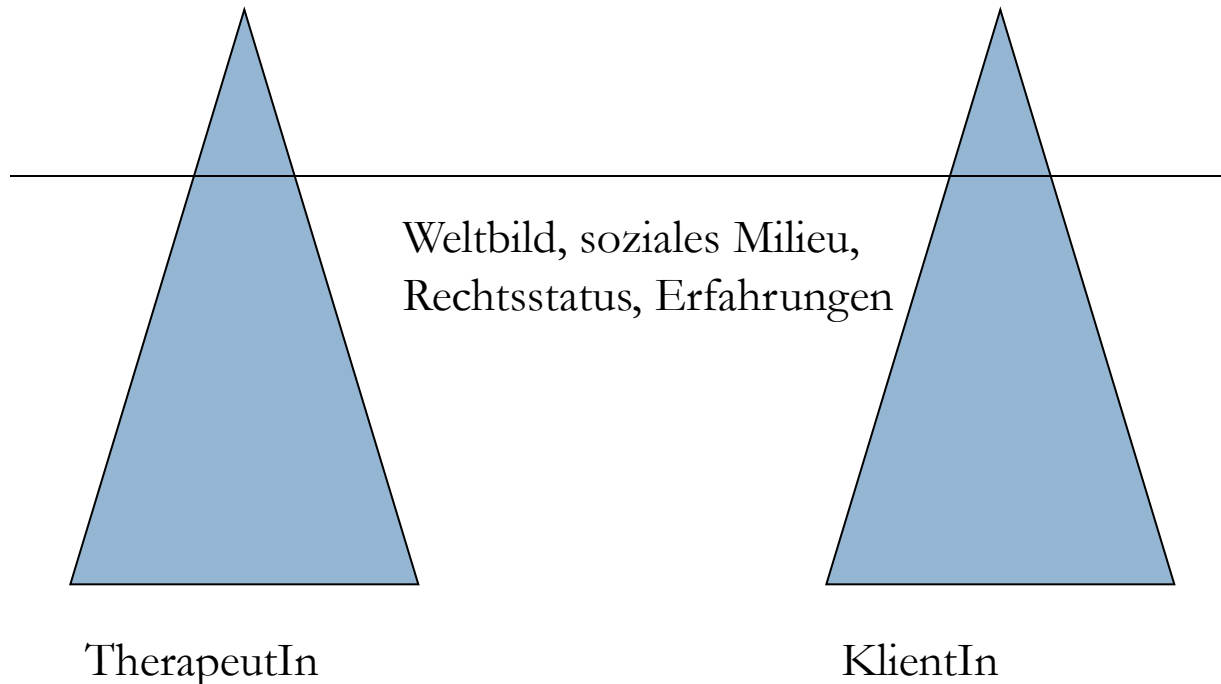 Weltbild, soziales Milieu,
Rechtsstatus, Erfahrungen
TherapeutIn
KlientIn